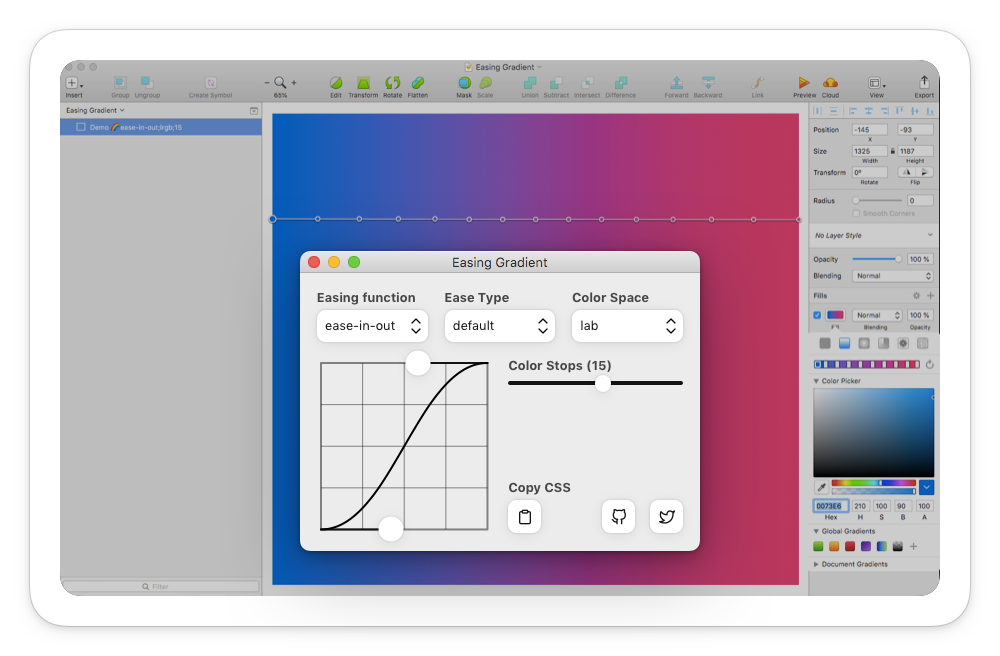 Easing Gradient
Insert Group Ungroup Create Symbol 65% Edit Transform Rotate Flatten Mask Scale Union Subtract Intersect Difference Forward Backward Link Preview Cloud View Export
Easing Gradient
Demo 🌈ease-in-out;lrgb;15
Filter
Easing Gradient
Easing function Ease Type Color Space
ease-in-out default lab
Color Stops (15)
Copy CSS
Position -145 -93
X Y
Size 1325 1187
Width Height
Transform 0° 
Rotate Flip
Radius 0
Smooth Corners
No Layer Style
Opacity 100 %
Blending Normal
Fills
Normal 100 %
Fill Blending Opacity
Color Picker
0073E6 210 100 90 100
Hex H S B A
Global Gradients
Document Gradients